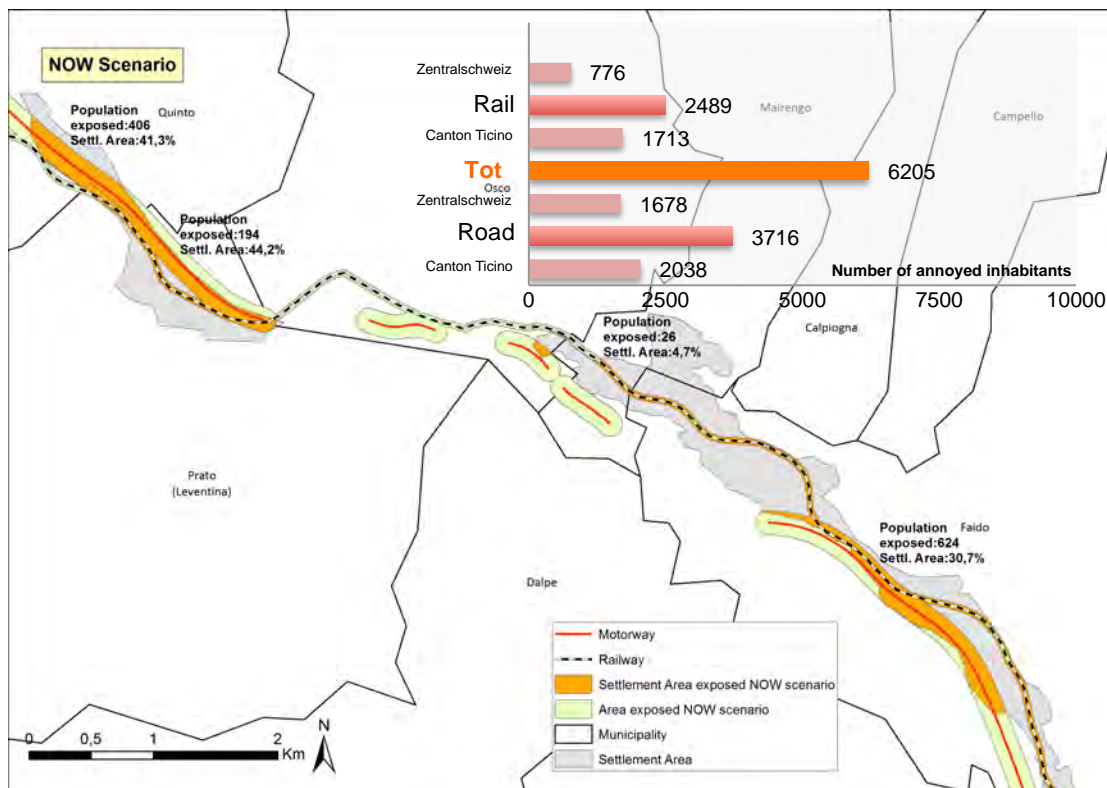 NOW Scenario
Population
exposed:406
Settl. Area:41,3%
Quinto
Population
exposed:194
Settl. Area:44,2%
Zentralschweiz
776
Rail
2489
Canton Ticino
1713
Tot
6205
Osco
Zentralschweiz
1678
Road
3716
Canton Ticino
2038
Number of annoyed inhabitants
0
2500
5000
7500
10000
Mairengo
Campello
Population
exposed:26
Settl. Area:4,7%
Calpiogna
Prato
(Leventina)
Population
exposed:624
Settl. Area:30,7%
Faido
Dalpe
Motorway
Railway
Settlement Area exposed NOW scenario
Area exposed NOW scenario
Municipality
Settlement Area
0 0,5 1 2
Km
N